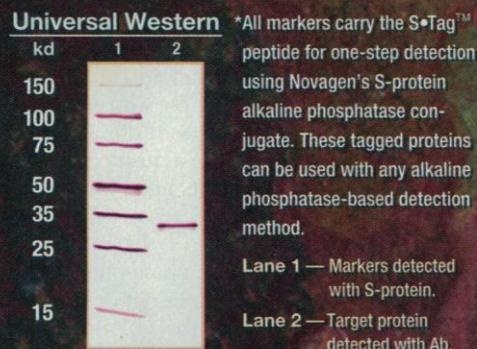 Universal Western
kd 1 2
150
100
75
50
35
25
15
*All markers carry the S•Tag™
peptide for one-step detection
using Novagen's S-protein
alkaline phosphatase con-
jugate. These tagged proteins
can be used with any alkaline
phosphatase-based detection
method.
Lane 1 — Markers detected
with S-protein.
Lane 2 — Target protein
detected with Ab